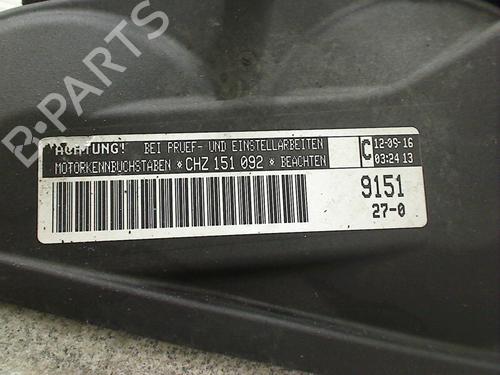 B-PARTS
ACHTUNG! BEI PRUEF- UND EINSTELLARBEITEN
MOTORKENNBUCHSTABEN * CHZ 151 092 * BEACHTEN
C 12-09-16
03:24 13
9151
27-0